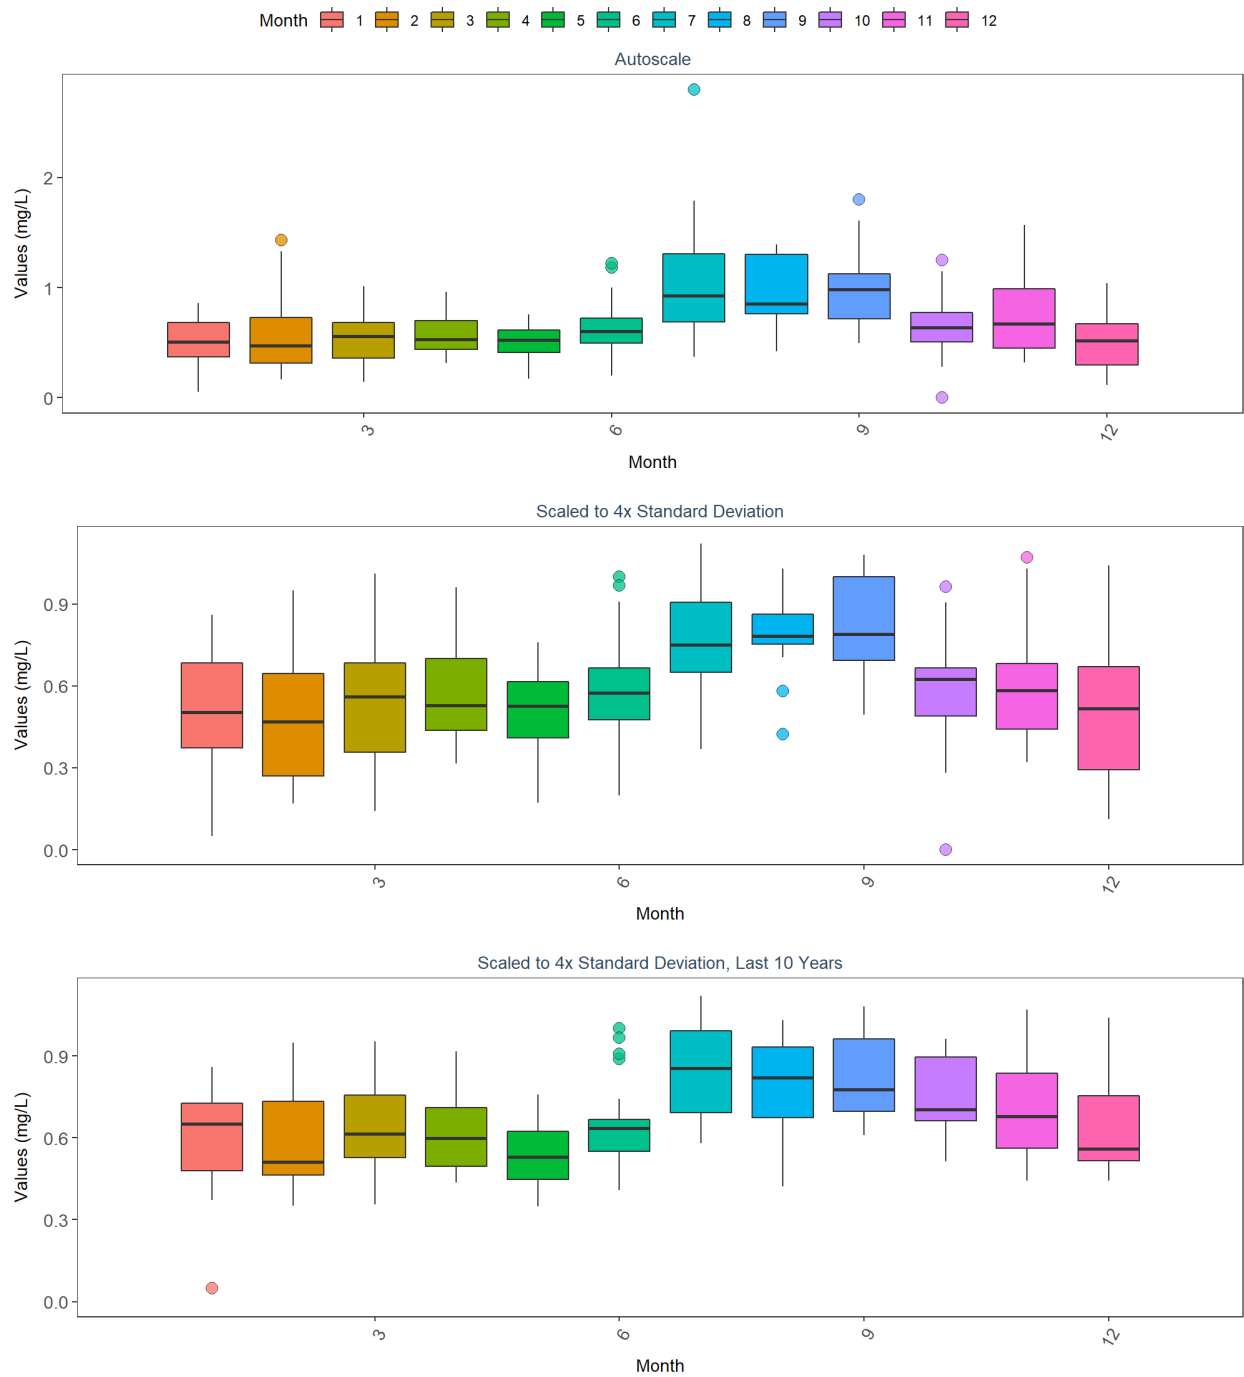 Month 1 2 3 4 5 6 7 8 9 10 11 12
Autoscale
Values (mg/L)
2
1
0
3 6 9 12
Month
Scaled to 4x Standard Deviation
Values (mg/L)
0.9
0.6
0.3
0.0
3 6 9 12
Month
Scaled to 4x Standard Deviation, Last 10 Years
Values (mg/L)
0.9
0.6
0.3
0.0
3 6 9 12
Month